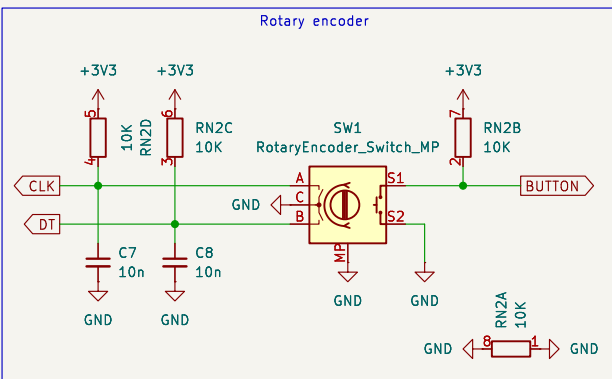 Rotary encoder
+3V3
+3V3
+3V3
5
10K
RN2D
4
6
RN2C
10K
3
SW1
RotaryEncoder_Switch_MP
7
RN2B
10K
2
CLK
A
S1
BUTTON
GND
C
DT
B
S2
MP
C7
10n
C8
10n
GND
GND
GND
GND
RN2A
10K
GND
8
1
GND